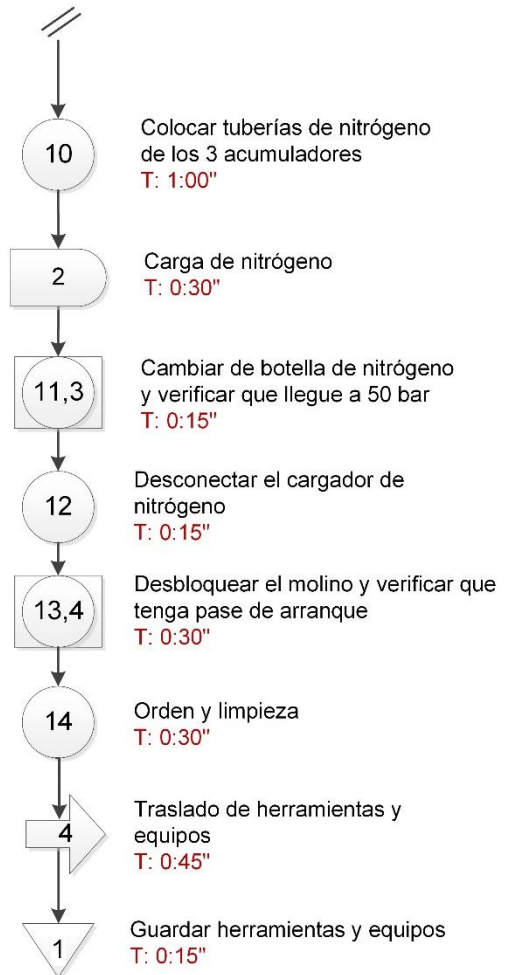 10
Colocar tuberías de nitrógeno
de los 3 acumuladores
T: 1:00"
2
Carga de nitrógeno
T: 0:30"
11,3
Cambiar de botella de nitrógeno
y verificar que llegue a 50 bar
T: 0:15"
12
Desconectar el cargador de
nitrógeno
T: 0:15"
13,4
Desbloquear el molino y verificar que
tenga pase de arranque
T: 0:30"
14
Orden y limpieza
T: 0:30"
4
Traslado de herramientas y
equipos
T: 0:45"
1
Guardar herramientas y equipos
T: 0:15"